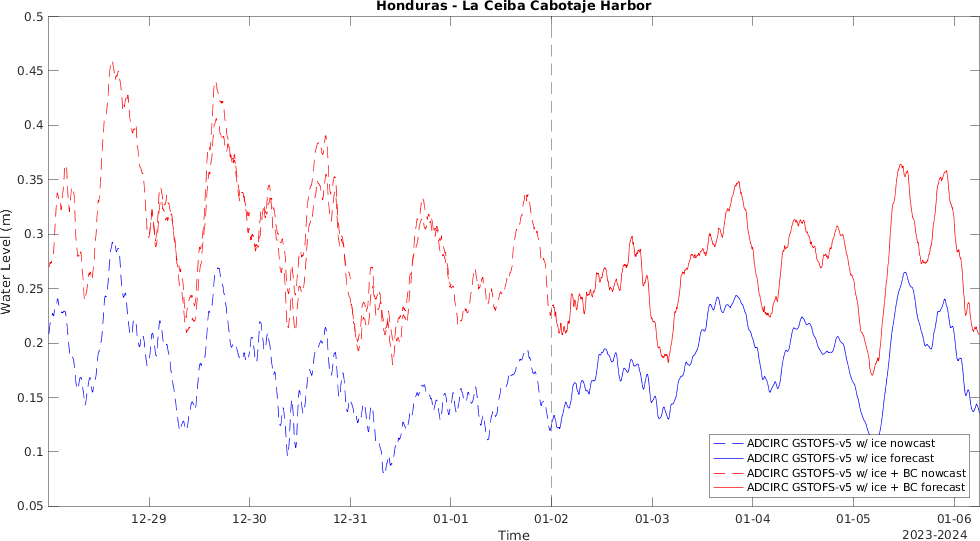 Honduras - La Ceiba Cabotaje Harbor
0.5
0.45
0.4
0.35
0.3
0.25
0.2
0.15
0.1
0.05
Water Level (m)
12-29
12-30
12-31
01-01
01-02
01-03
01-04
01-05
01-06
Time
2023-2024
ADCIRC GSTOFS-v5 w/ ice nowcast
ADCIRC GSTOFS-v5 w/ ice forecast
ADCIRC GSTOFS-v5 w/ ice + BC nowcast
ADCIRC GSTOFS-v5 w/ ice + BC forecast